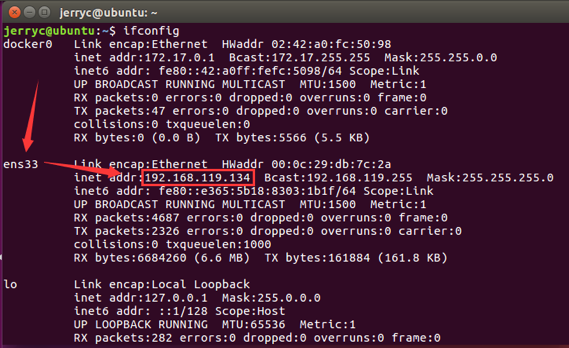 jerryc@ubuntu: ~
jerryc@ubuntu:~$ ifconfig
docker0   Link encap:Ethernet  HWaddr 02:42:a0:fc:50:98
          inet addr:172.17.0.1  Bcast:172.17.255.255  Mask:255.255.0.0
          inet6 addr: fe80::42:a0ff:fefc:5098/64 Scope:Link
          UP BROADCAST RUNNING MULTICAST  MTU:1500  Metric:1
          RX packets:0 errors:0 dropped:0 overruns:0 frame:0
          TX packets:47 errors:0 dropped:0 overruns:0 carrier:0
          collisions:0 txqueuelen:0
          RX bytes:0 (0.0 B)  TX bytes:5566 (5.5 KB)
ens33     Link encap:Ethernet  HWaddr 00:0c:29:db:7c:2a
          inet addr:192.168.119.134  Bcast:192.168.119.255  Mask:255.255.255.0
          inet6 addr: fe80::e365:5b18:8303:1b1f/64 Scope:Link
          UP BROADCAST RUNNING MULTICAST  MTU:1500  Metric:1
          RX packets:4687 errors:0 dropped:0 overruns:0 frame:0
          TX packets:2326 errors:0 dropped:0 overruns:0 carrier:0
          collisions:0 txqueuelen:1000
          RX bytes:6684260 (6.6 MB)  TX bytes:161884 (161.8 KB)
lo        Link encap:Local Loopback
          inet addr:127.0.0.1  Mask:255.0.0.0
          inet6 addr: ::1/128 Scope:Host
          UP LOOPBACK RUNNING  MTU:65536  Metric:1
          RX packets:282 errors:0 dropped:0 overruns:0 frame:0